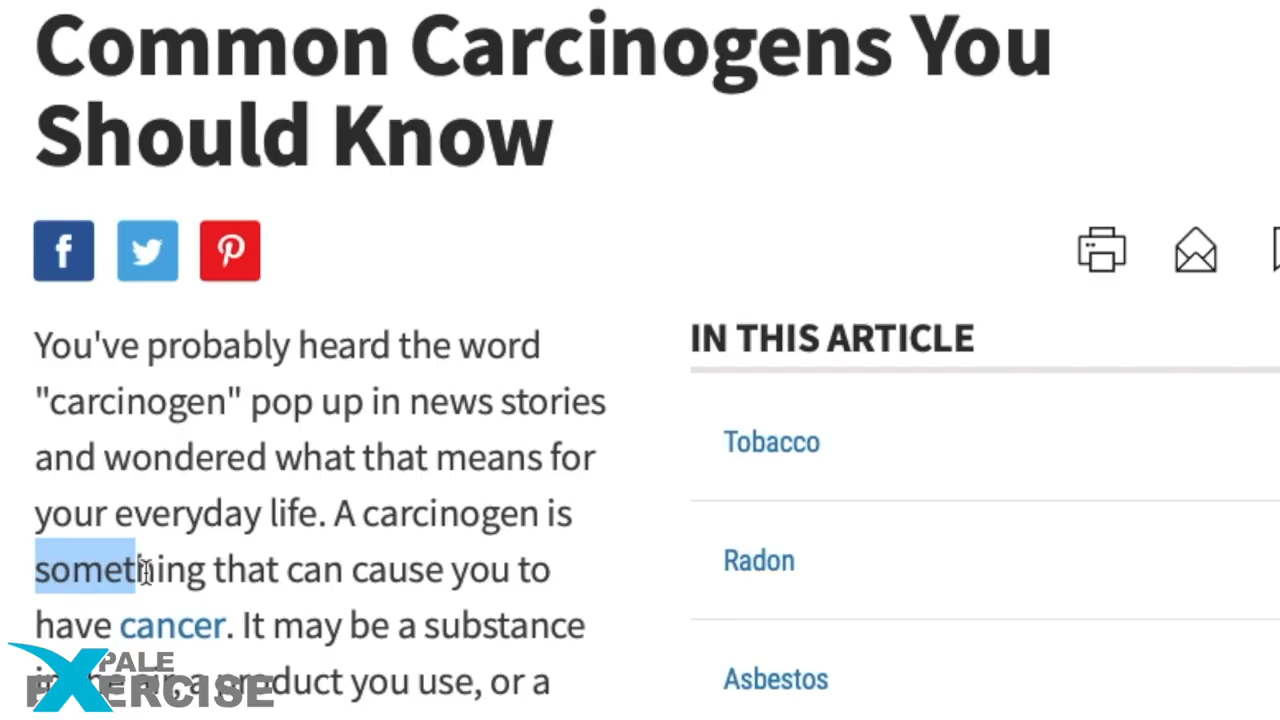 Common Carcinogens You
Should Know
You've probably heard the word
"carcinogen" pop up in news stories
and wondered what that means for
your everyday life. A carcinogen is
something that can cause you to
have cancer. It may be a substance
a product you use, or a
IN THIS ARTICLE
Tobacco
Radon
Asbestos
PALE
EXERCISE